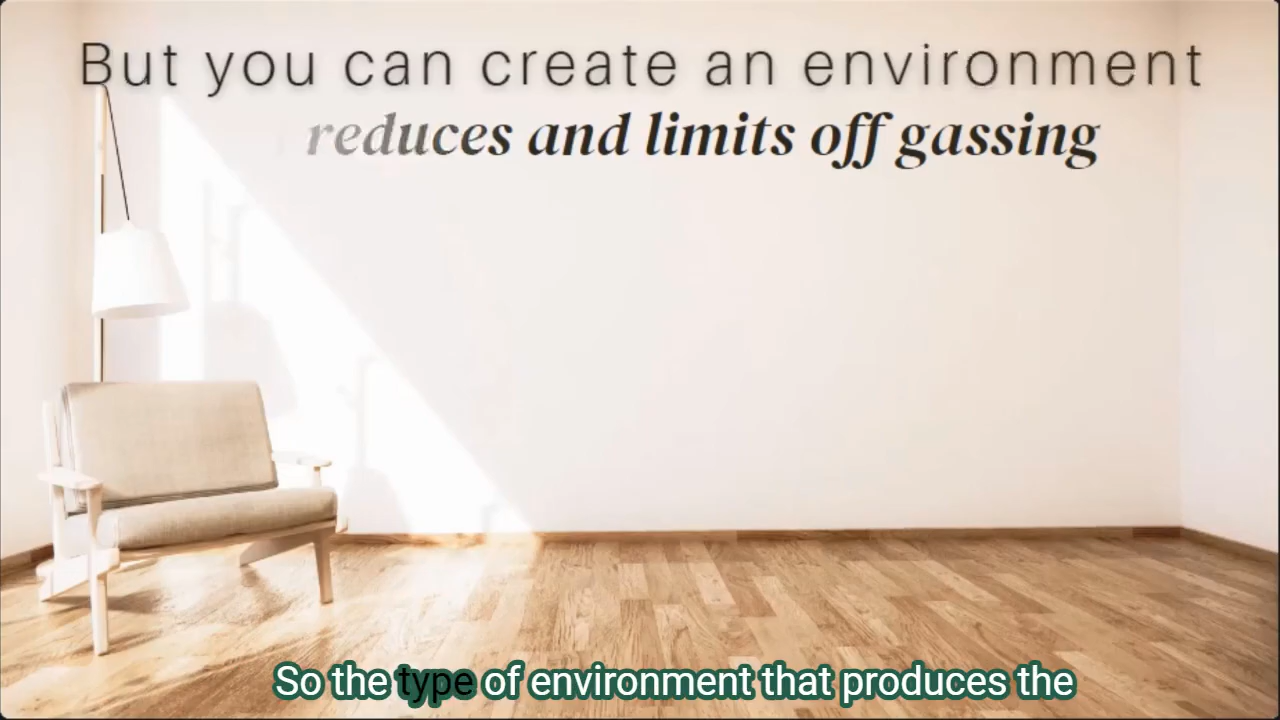 But you can create an environment
reduces and limits off gassing
So the type of environment that produces the